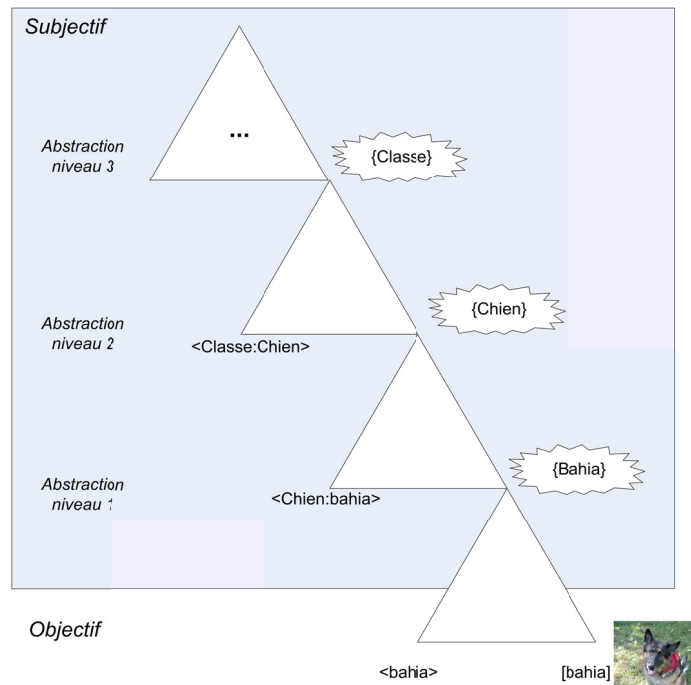 Subjectif
...
Abstraction
niveau 3
{Classe}
{Chien}
Abstraction
niveau 2
<Classe:Chien>
{Bahia}
Abstraction
niveau 1
<Chien:bahia>
Objectif
<bahia>
[bahia]